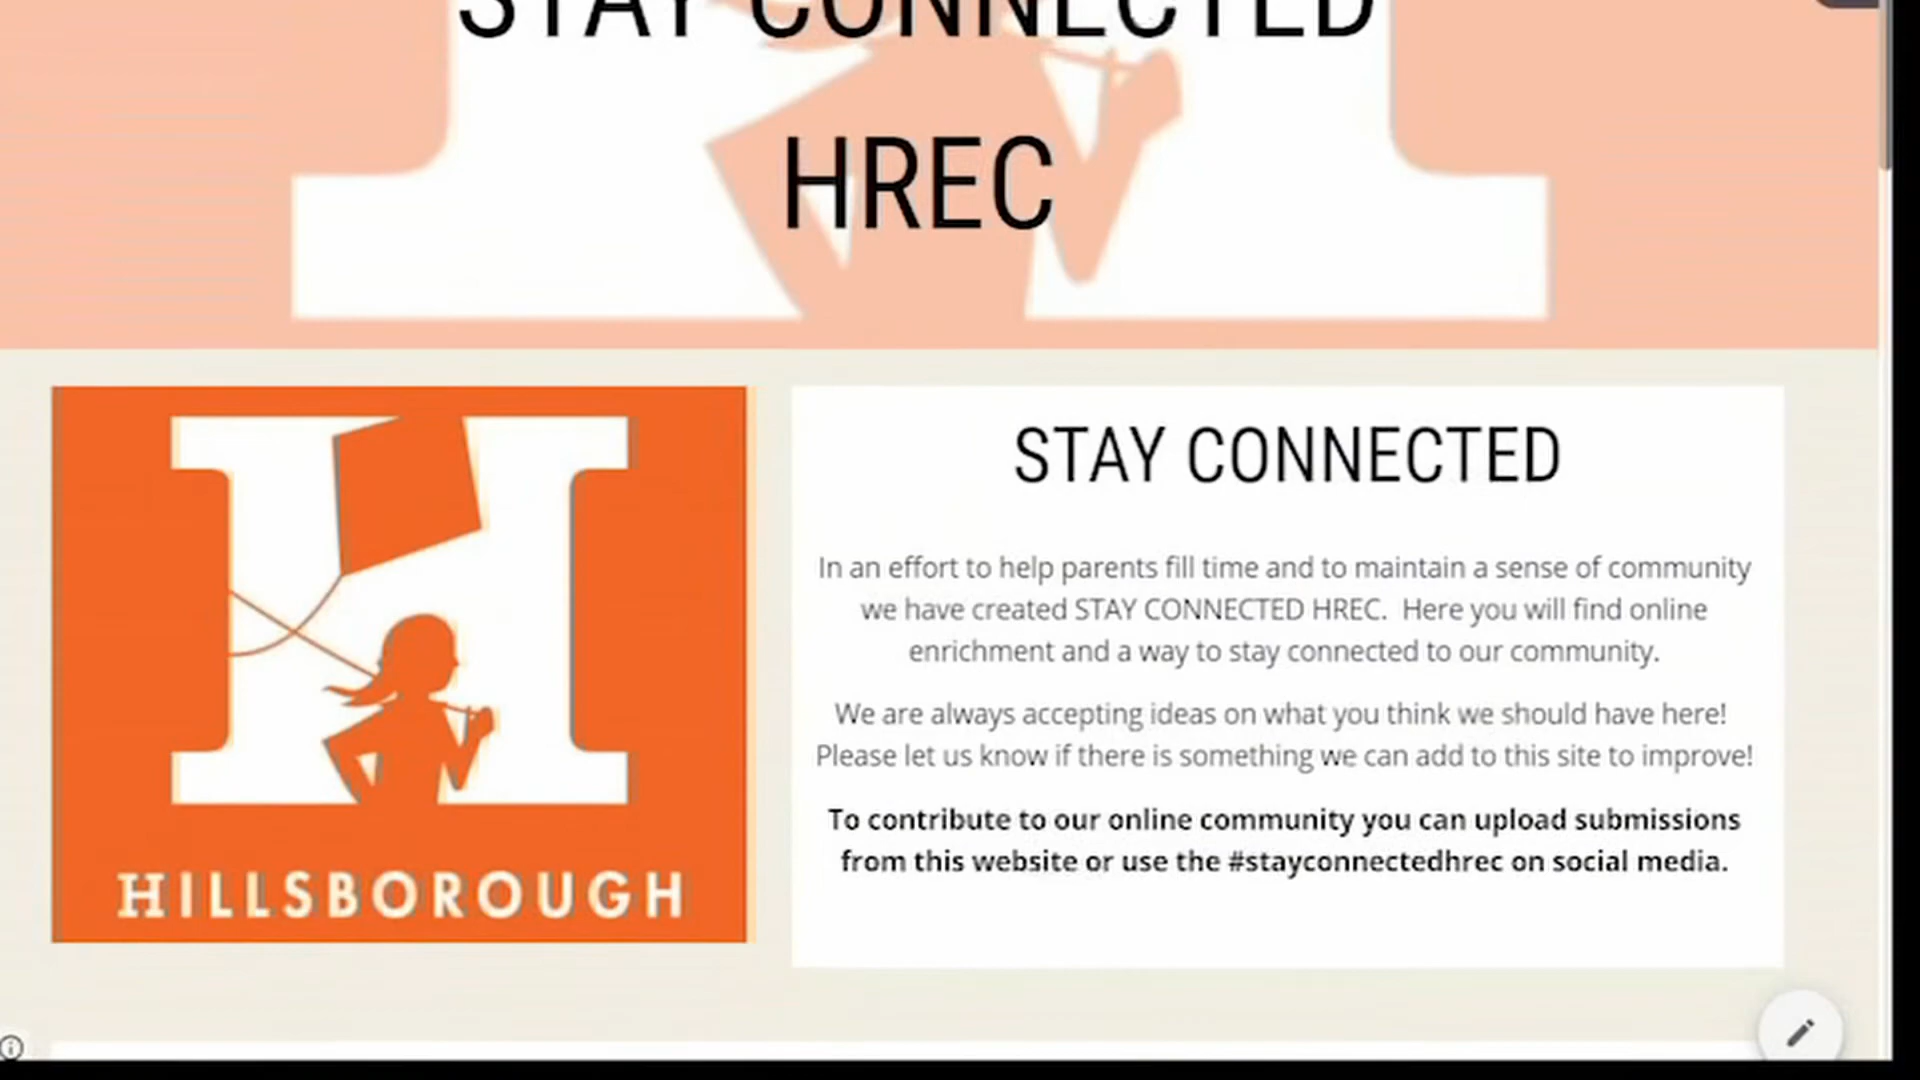 STAY CONNECTED
HREC
HILLSBOROUGH
STAY CONNECTED
In an effort to help parents fill time and to maintain a sense of community
we have created STAY CONNECTED HREC.  Here you will find online
enrichment and a way to stay connected to our community.
We are always accepting ideas on what you think we should have here!
Please let us know if there is something we can add to this site to improve!
To contribute to our online community you can upload submissions
from this website or use the #stayconnectedhrec on social media.